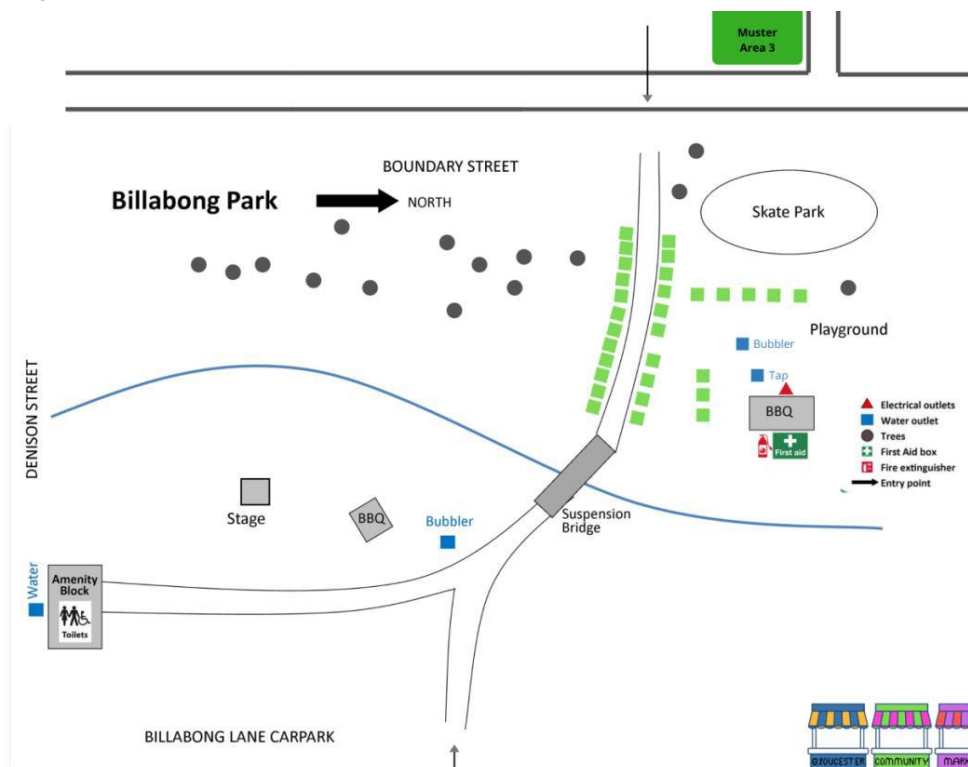 Muster
Area 3
BOUNDARY STREET
Billabong Park
NORTH
Skate Park
Playground
Bubbler
Tap
BBQ
First aid
Electrical outlets
Water outlet
Trees
First Aid box
Fire extinguisher
Entry point
DENISON STREET
Stage
BBQ
Bubbler
Suspension
Bridge
Water
Amenity
Block
Toilets
BILLABONG LANE CARPARK
GLOUCESTER
COMMUNITY
MARK